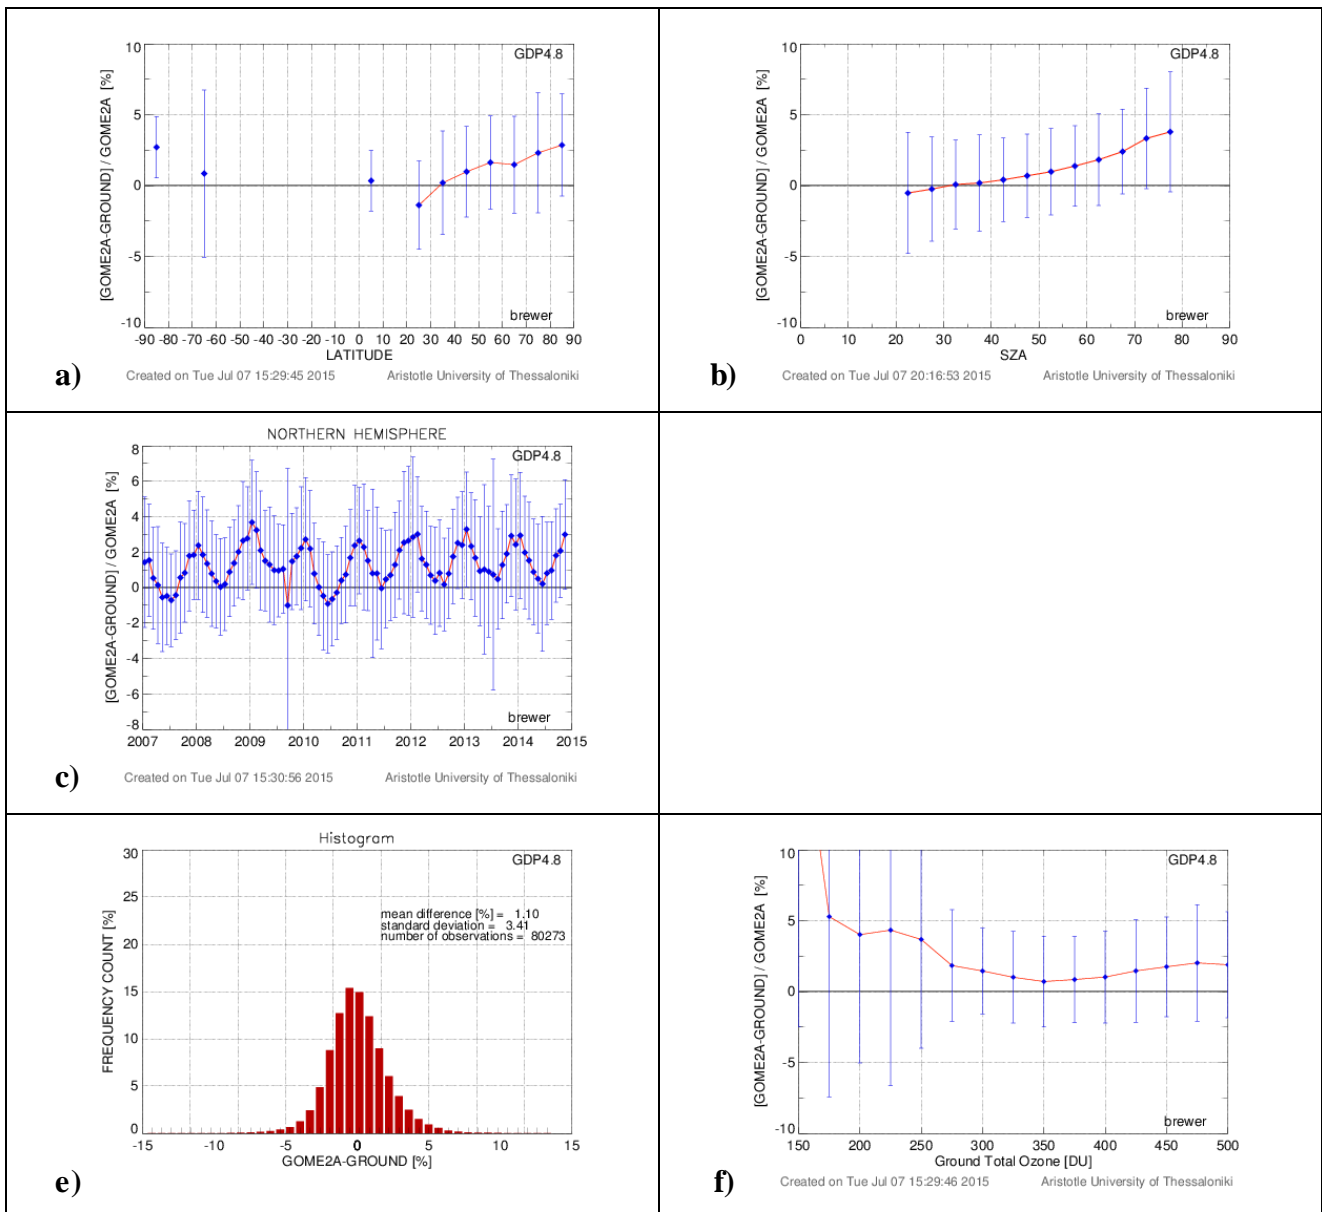 10
GDP4.8
5
0
-5
-10
[GOME2A-GROUND] / GOME2A [%]
brewer
-90 -80 -70 -60 -50 -40 -30 -20 -10 0 10 20 30 40 50 60 70 80 90
LATITUDE
a)
Created on Tue Jul 07 15:29:45 2015 Aristotle University of Thessaloniki
10
GDP4.8
5
0
-5
-10
[GOME2A-GROUND] / GOME2A [%]
brewer
0 10 20 30 40 50 60 70 80 90
SZA
b)
Created on Tue Jul 07 20:16:53 2015 Aristotle University of Thessaloniki
NORTHERN HEMISPHERE
8
GDP4.8
6
4
2
0
-2
-4
-6
-8
[GOME2A-GROUND] / GOME2A [%]
brewer
2007 2008 2009 2010 2011 2012 2013 2014 2015
c)
Created on Tue Jul 07 15:30:56 2015 Aristotle University of Thessaloniki
Histogram
30
GDP4.8
25
20
15
10
5
0
FREQUENCY COUNT [%]
mean difference [%] = 1.10
standard deviation = 3.41
number of observations = 80273
-15 -10 -5 0 5 10 15
GOME2A-GROUND [%]
e)
10
GDP4.8
5
0
-5
-10
[GOME2A-GROUND] / GOME2A [%]
brewer
150 200 250 300 350 400 450 500
Ground Total Ozone [DU]
f)
Created on Tue Jul 07 15:29:46 2015 Aristotle University of Thessaloniki